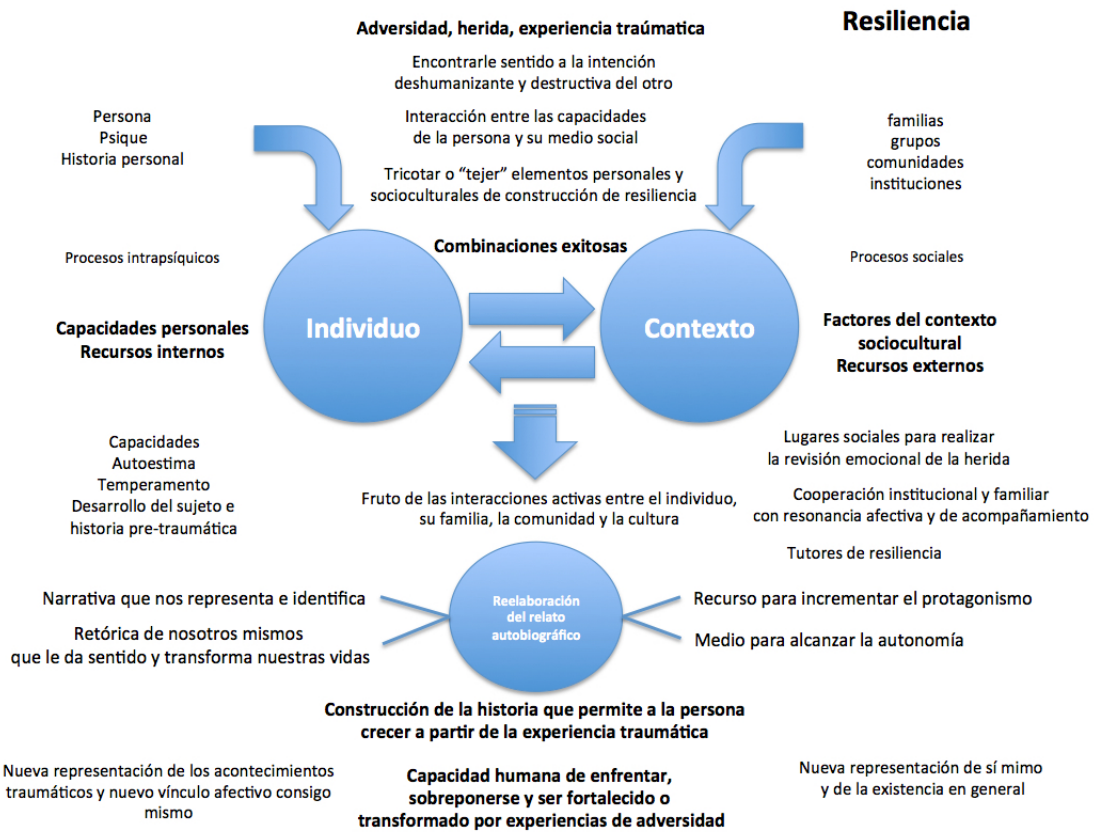 Resiliencia
Adversidad, herida, experiencia traúmatica
Encontrarle sentido a la intención
deshumanizante y destructiva del otro
Interacción entre las capacidades
de la persona y su medio social
Tricotar o “tejer” elementos personales y
socioculturales de construcción de resiliencia
Persona
Psique
Historia personal
familias
grupos
comunidades
instituciones
Combinaciones exitosas
Procesos intrapsíquicos
Procesos sociales
Capacidades personales
Recursos internos
Individuo
Contexto
Factores del contexto
sociocultural
Recursos externos
Capacidades
Autoestima
Temperamento
Desarrollo del sujeto e
historia pre-traumática
Fruto de las interacciones activas entre el individuo,
su familia, la comunidad y la cultura
Lugares sociales para realizar
la revisión emocional de la herida
Cooperación institucional y familiar
con resonancia afectiva y de acompañamiento
Tutores de resiliencia
Narrativa que nos representa e identifica
Retórica de nosotros mismos
que le da sentido y transforma nuestras vidas
Reelaboración
del relato
autobiográfico
Recurso para incrementar el protagonismo
Medio para alcanzar la autonomía
Construcción de la historia que permite a la persona
crecer a partir de la experiencia traumática
Nueva representación de los acontecimientos
traumáticos y nuevo vínculo afectivo consigo
mismo
Capacidad humana de enfrentar,
sobreponerse y ser fortalecido o
transformado por experiencias de adversidad
Nueva representación de sí mimo
y de la existencia en general